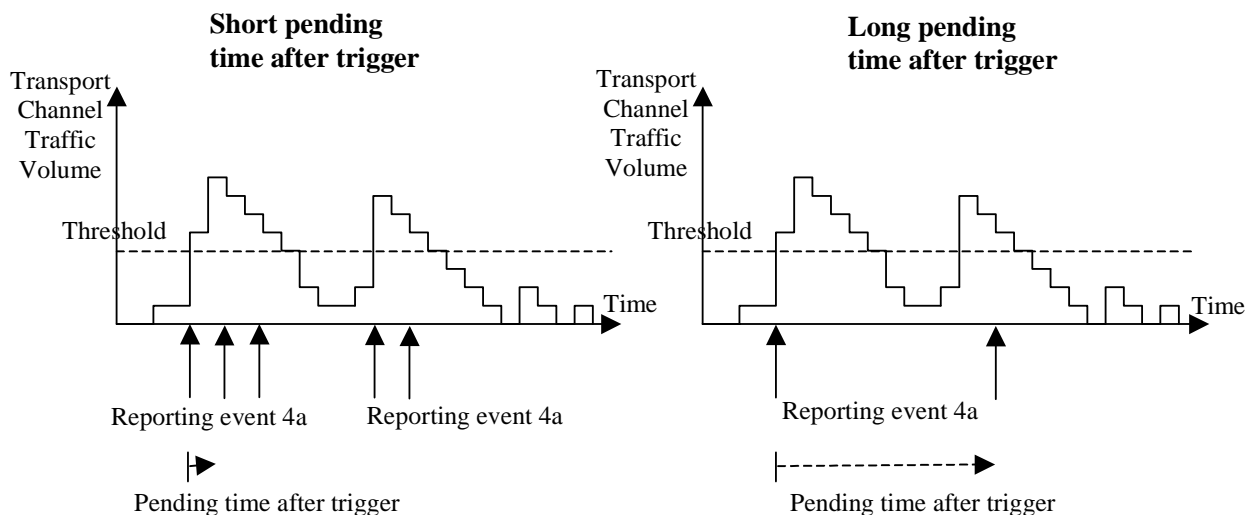 Short pending
time after trigger
Transport
Channel
Traffic
Volume
Threshold
Time
Reporting event 4a
Reporting event 4a
Pending time after trigger
Long pending
time after trigger
Transport
Channel
Traffic
Volume
Threshold
Time
Reporting event 4a
Pending time after trigger